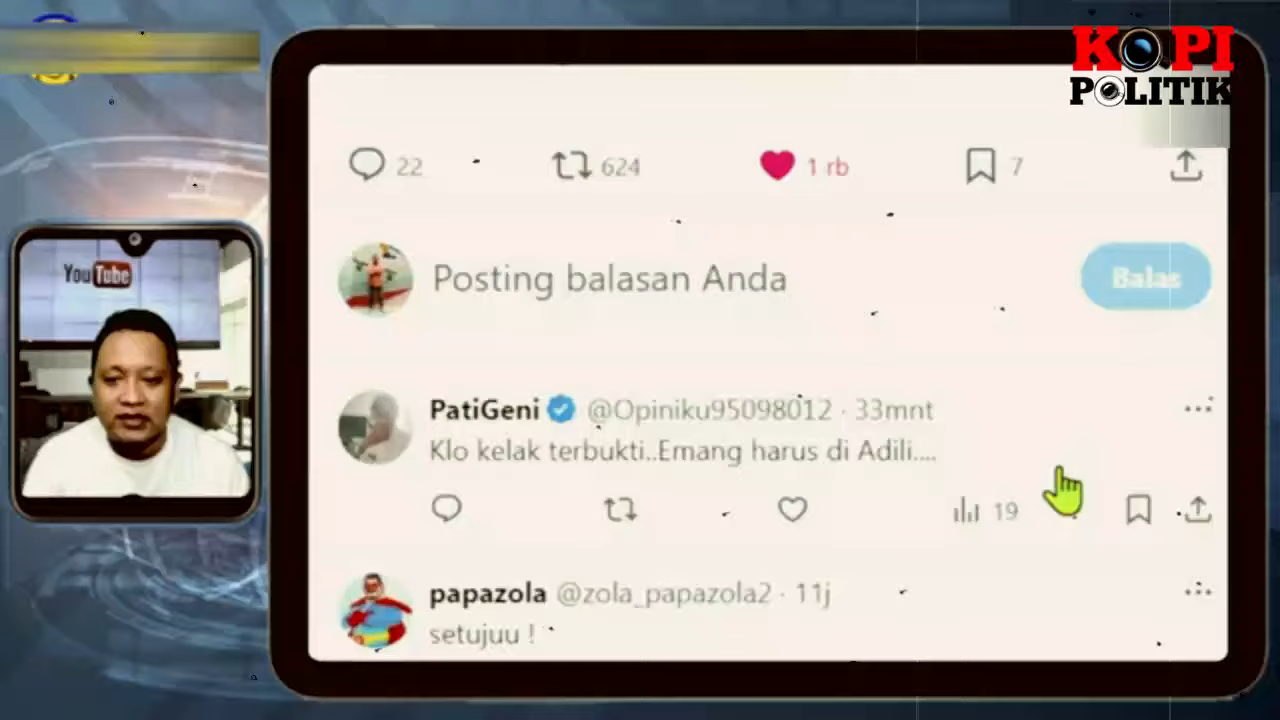 KOPI
POLITIK
22 624 1 rb 7
YouTube
Posting balasan Anda Balas
PatiGeni @Opiniku95098012 · 33mnt
Klo kelak terbukti..Emang harus di Adili....
19
papazola @zola_papazola2 · 11j
setujuu !